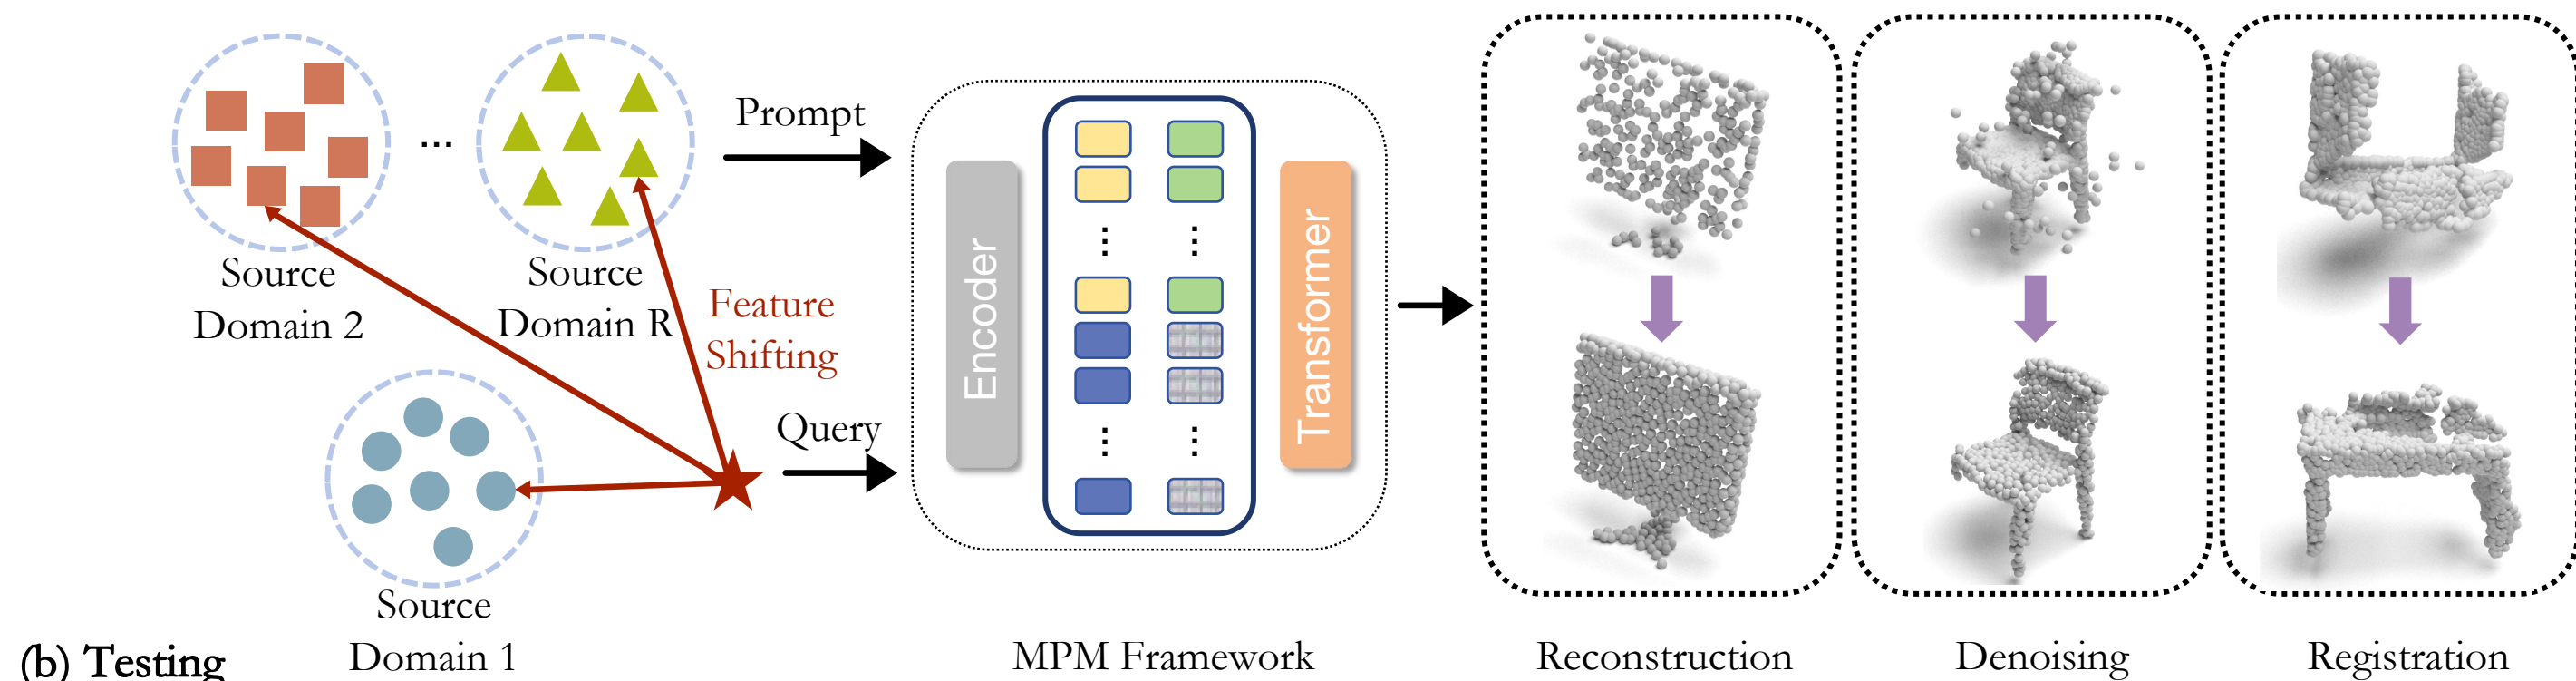 Prompt
...
Source
Domain 2
Source
Domain R
Feature
Shifting
Query
Source
Domain 1
Encoder
Transformer
(b) Testing
MPM Framework
Reconstruction
Denoising
Registration